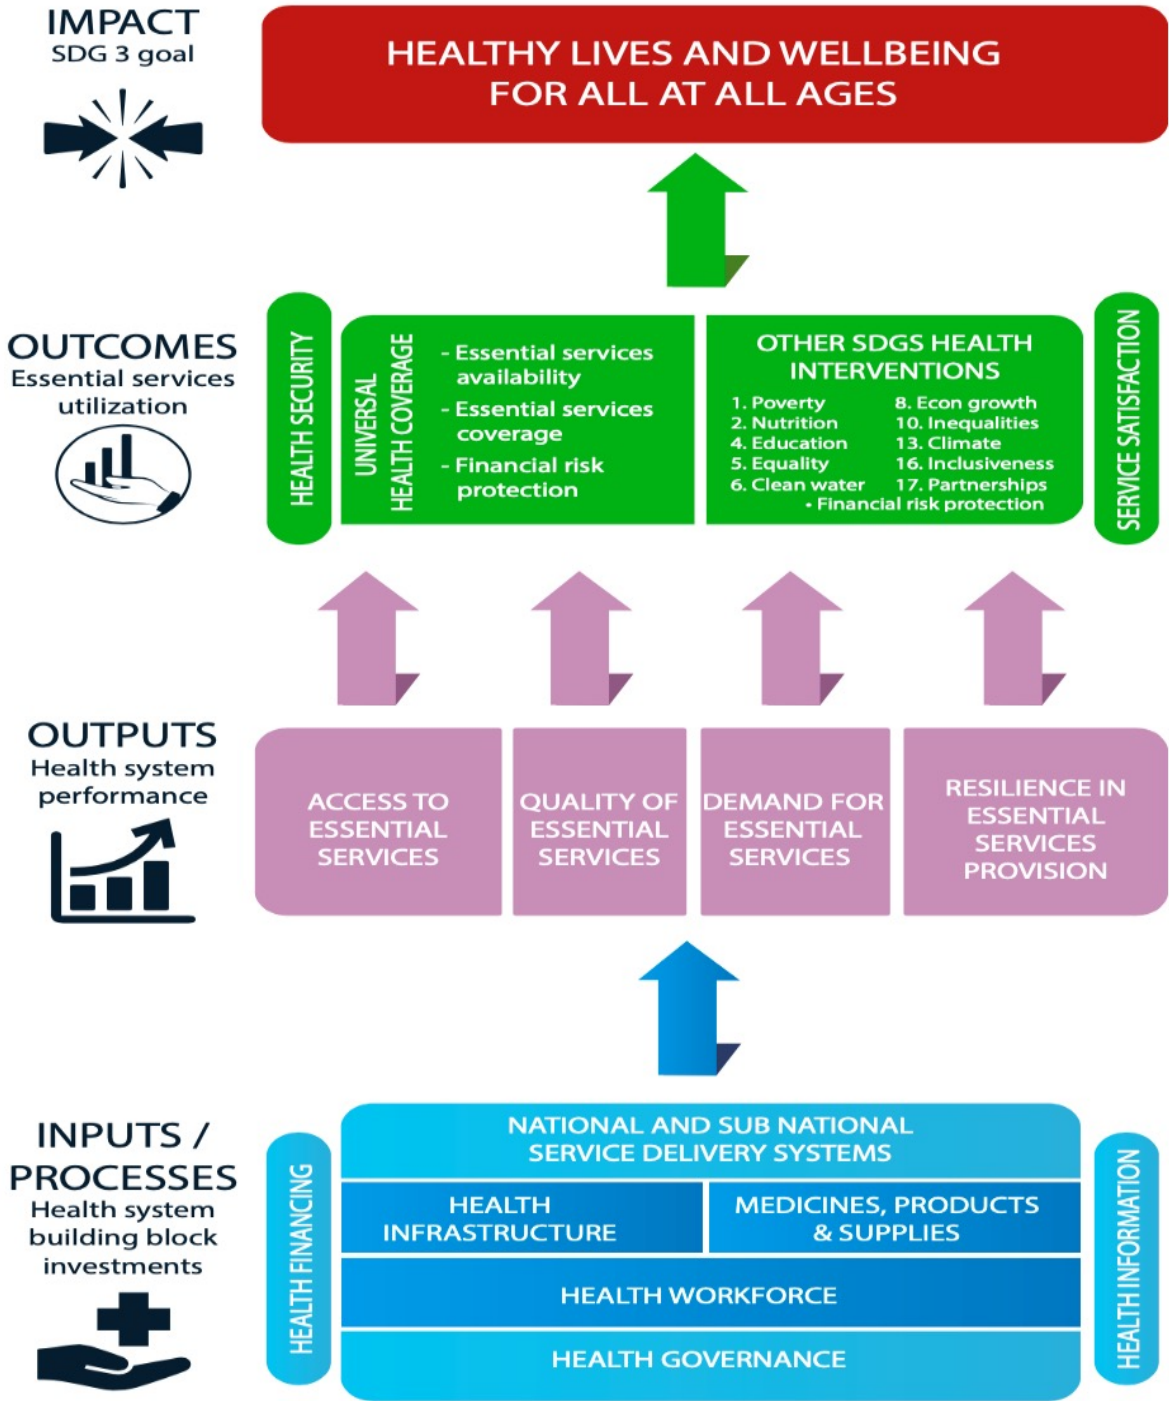 IMPACT
SDG 3 goal
HEALTHY LIVES AND WELLBEING
FOR ALL AT ALL AGES
OUTCOMES
Essential services
utilization
HEALTH SECURITY
UNIVERSAL
HEALTH COVERAGE
- Essential services
availability
- Essential services
coverage
- Financial risk
protection
OTHER SDGS HEALTH
INTERVENTIONS
1. Poverty
2. Nutrition
4. Education
5. Equality
6. Clean water
8. Econ growth
10. Inequalities
13. Climate
16. Inclusiveness
17. Partnerships
• Financial risk protection
SERVICE SATISFACTION
OUTPUTS
Health system
performance
ACCESS TO
ESSENTIAL
SERVICES
QUALITY OF
ESSENTIAL
SERVICES
DEMAND FOR
ESSENTIAL
SERVICES
RESILIENCE IN
ESSENTIAL
SERVICES
PROVISION
INPUTS /
PROCESSES
Health system
building block
investments
HEALTH FINANCING
NATIONAL AND SUB NATIONAL
SERVICE DELIVERY SYSTEMS
HEALTH
INFRASTRUCTURE
MEDICINES, PRODUCTS
& SUPPLIES
HEALTH WORKFORCE
HEALTH GOVERNANCE
HEALTH INFORMATION